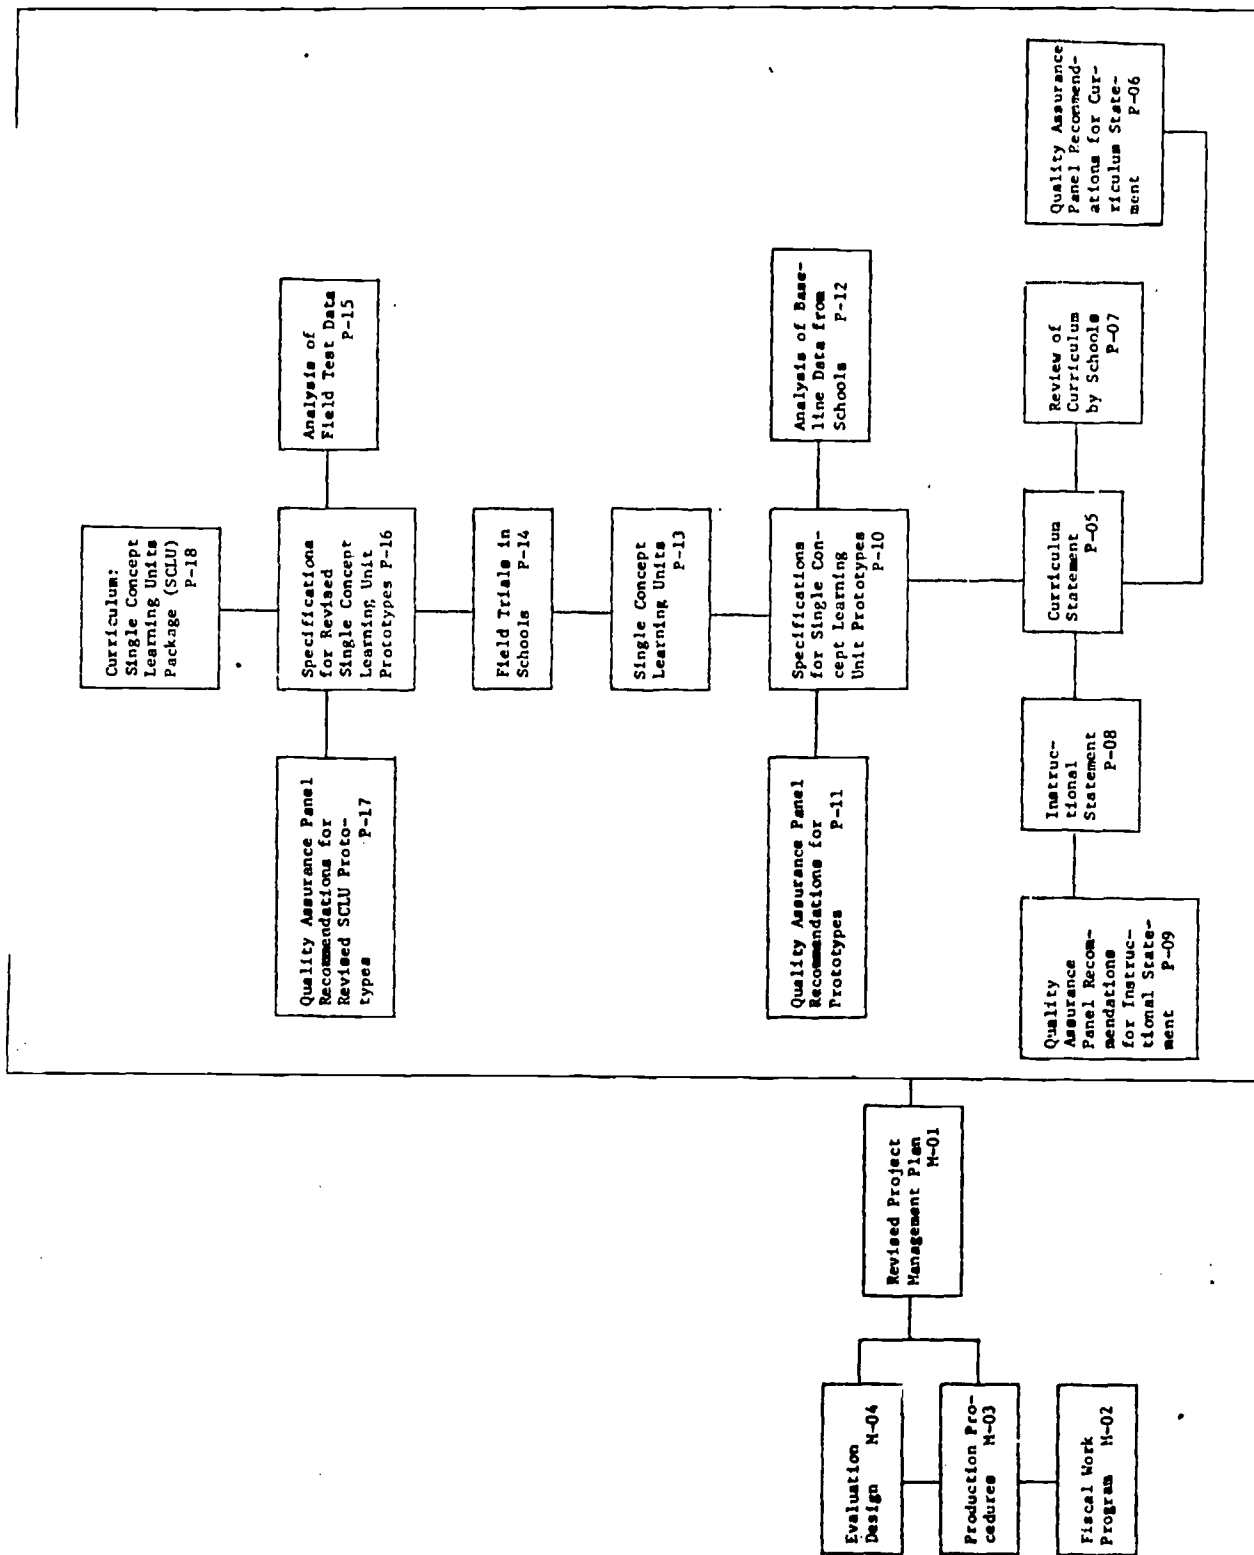 Curriculum:
Single Concept
Learning Units
Package (SCLU)
P-18
Quality Assurance Panel
Recommendations for
Revised SCLU Proto-
types P-17
Specifications
for Revised
Single Concept
Learning Unit
Prototypes P-16
Analysis of
Field Test Data
P-15
Field Trials in
Schools P-14
Single Concept
Learning Units
P-13
Quality Assurance Panel
Recommendations for
Prototypes P-11
Specifications
for Single Con-
cept Learning
Unit Prototypes
P-10
Analysis of Base-
line Data from
Schools P-12
Evaluation
Design M-04
Production Pro-
cedures M-03
Fiscal Work
Program M-02
Revised Project
Management Plan
M-01
Quality
Assurance
Panel Recom-
mendations
for Instruc-
tional State-
ment P-09
Instruc-
tional
Statement
P-08
Curriculum
Statement
P-05
Review of
Curriculum
by Schools
P-07
Quality Assurance
Panel Recommend-
ations for Cur-
riculum State-
ment P-06